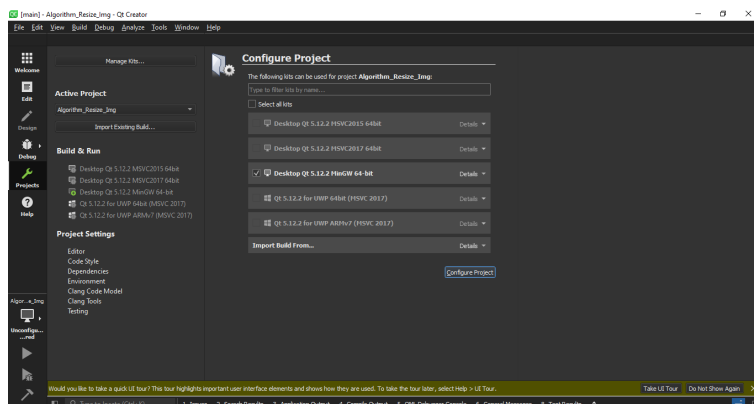 [main] - Algorithm_Resize_Img - Qt Creator
File Edit View Build Debug Analyze Tools Window Help
Welcome
Edit
Design
Debug
Projects
Help
Algor...e_Img
Unconfigu...
...red
Manage Kits...
Active Project
Algorithm_Resize_Img
Import Existing Build...
Build & Run
Desktop Qt 5.12.2 MSVC2015 64bit
Desktop Qt 5.12.2 MSVC2017 64bit
Desktop Qt 5.12.2 MinGW 64-bit
Qt 5.12.2 for UWP 64bit (MSVC 2017)
Qt 5.12.2 for UWP ARMv7 (MSVC 2017)
Project Settings
Editor
Code Style
Dependencies
Environment
Clang Code Model
Clang Tools
Testing
Configure Project
The following kits can be used for project Algorithm_Resize_Img:
Type to filter kits by name...
Select all kits
Desktop Qt 5.12.2 MSVC2015 64bit Details
Desktop Qt 5.12.2 MSVC2017 64bit Details
Desktop Qt 5.12.2 MinGW 64-bit Details
Qt 5.12.2 for UWP 64bit (MSVC 2017) Details
Qt 5.12.2 for UWP ARMv7 (MSVC 2017) Details
Import Build From... Details
Configure Project
Would you like to take a quick UI tour? This tour highlights important user interface elements and shows how they are used. To take the tour later, select Help > UI Tour. Take UI Tour Do Not Show Again